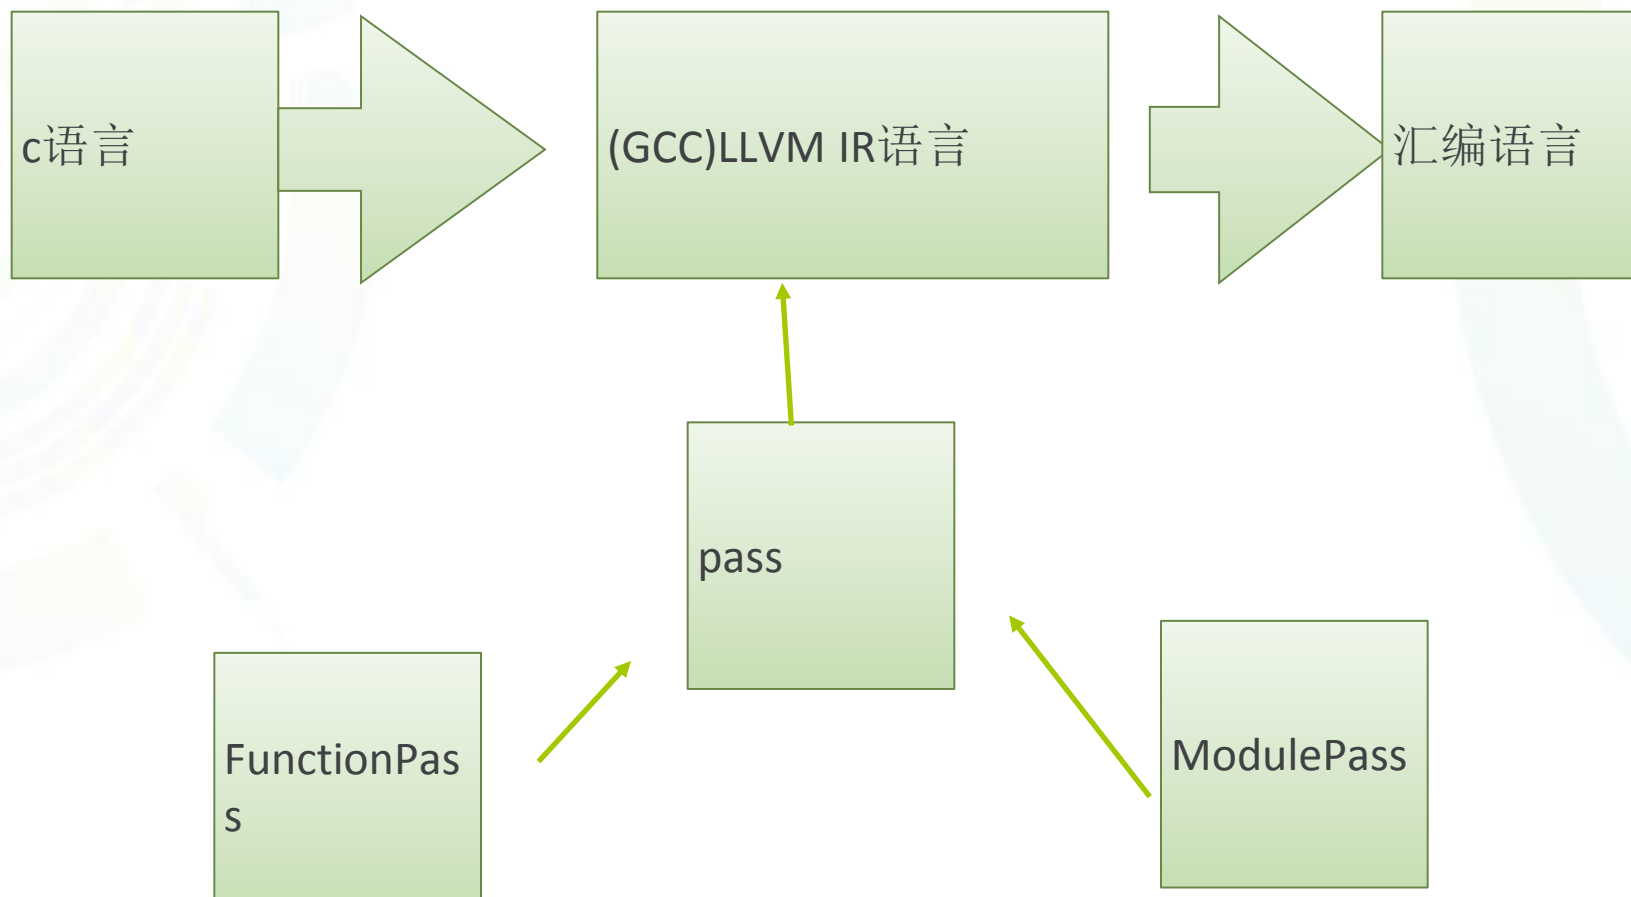 c语言
(GCC)LLVM IR语言
汇编语言
pass
FunctionPas
s
ModulePass